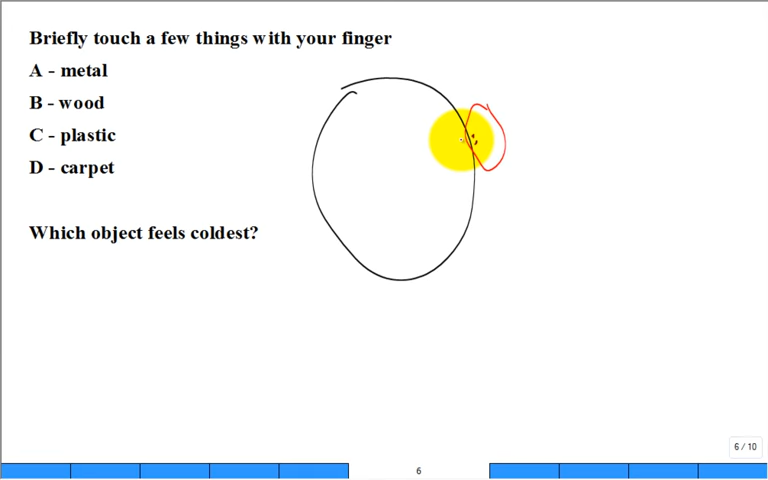 Briefly touch a few things with your finger
A - metal
B - wood
C - plastic
D - carpet
Which object feels coldest?
6 / 10
6